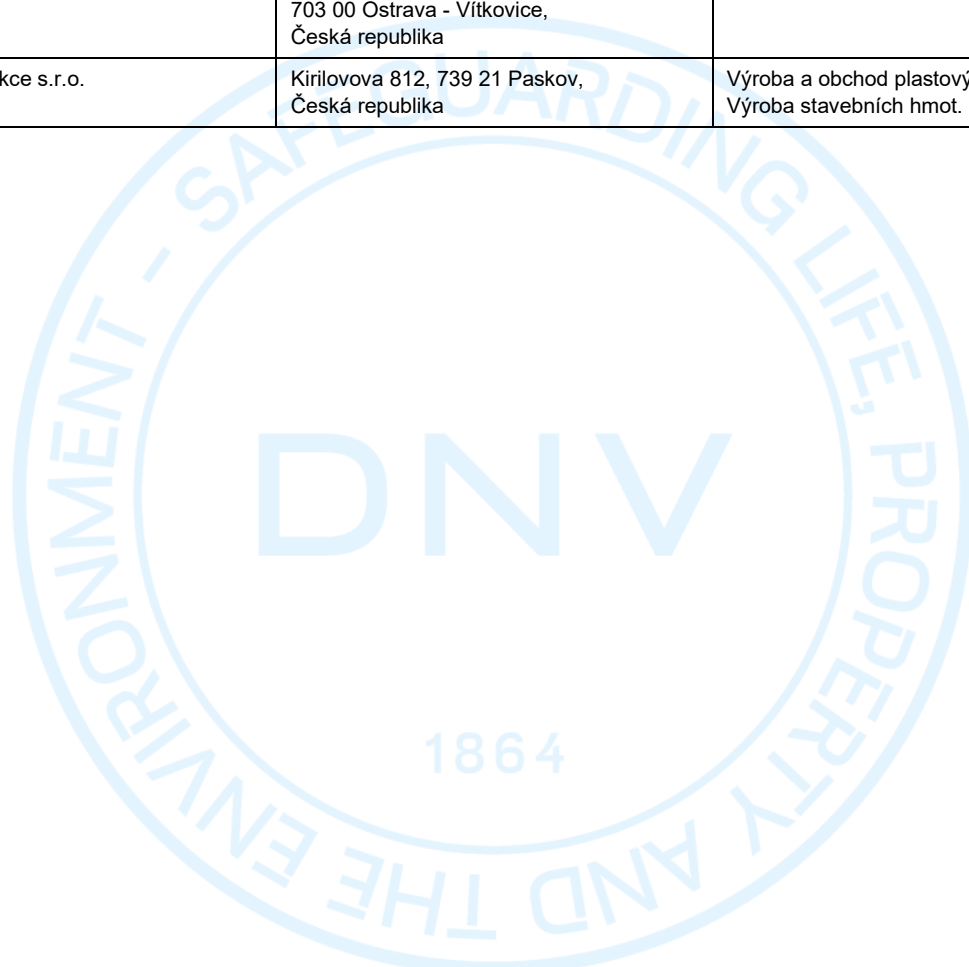 703 00 Ostrava - Vítkovice,
Česká republika
kce s.r.o.
Kirilovova 812, 739 21 Paskov,
Česká republika
Výroba a obchod plastový
Výroba stavebních hmot.
SAFEGUARDING LIFE, PROPERTY AND THE ENVIRONMENT -
DNV
1864